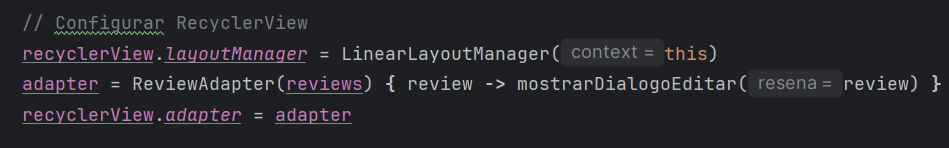 // Configurar RecyclerView
recyclerView.layoutManager = LinearLayoutManager( context = this)
adapter = ReviewAdapter(reviews) { review -> mostrarDialogoEditar( resena = review) }
recyclerView.adapter = adapter